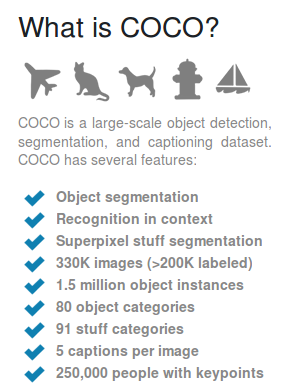 What is COCO?
COCO is a large-scale object detection,
segmentation, and captioning dataset.
COCO has several features:
Object segmentation
Recognition in context
Superpixel stuff segmentation
330K images (>200K labeled)
1.5 million object instances
80 object categories
91 stuff categories
5 captions per image
250,000 people with keypoints